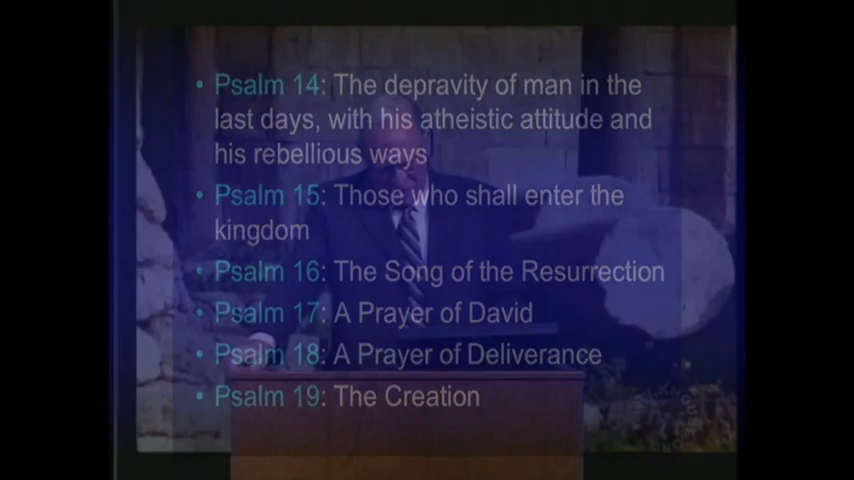 • Psalm 14: The depravity of man in the
last days, with his atheistic attitude and
his rebellious ways
• Psalm 15: Those who shall enter the
kingdom
• Psalm 16: The Song of the Resurrection
• Psalm 17: A Prayer of David
• Psalm 18: A Prayer of Deliverance
• Psalm 19: The Creation